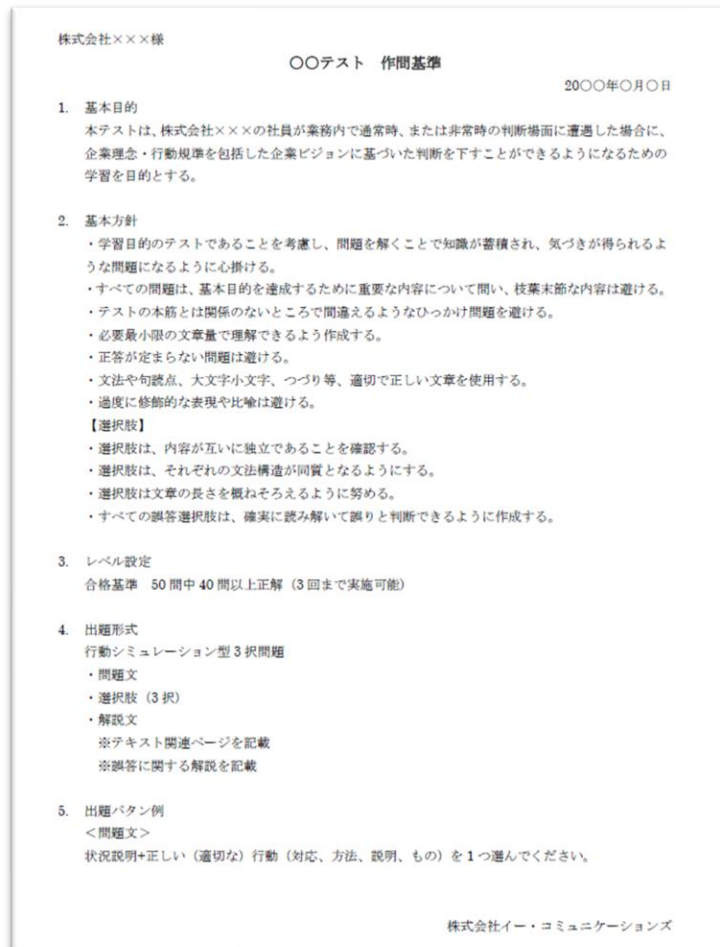 株式会社×××様
〇〇テスト　作問基準
20〇〇年〇月〇日
1.　基本目的
本テストは、株式会社×××の社員が業務内で通常時、または非常時の判断場面に遭遇した場合に、
企業理念・行動規準を包括した企業ビジョンに基づいた判断を下すことができるようになるための
学習を目的とする。
2.　基本方針
・学習目的のテストであることを考慮し、問題を解くことで知識が蓄積され、気づきが得られるよ
うな問題になるように心掛ける。
・すべての問題は、基本目的を達成するために重要な内容について問い、枝葉末節な内容は避ける。
・テストの本筋とは関係のないところで間違えるようなひっかけ問題を避ける。
・必要最小限の文章量で理解できるよう作成する。
・正答が定まらない問題は避ける。
・文法や句読点、大文字小文字、つづり等、適切で正しい文章を使用する。
・過度に修飾的な表現や比喩は避ける。
【選択肢】
・選択肢は、内容が互いに独立であることを確認する。
・選択肢は、それぞれの文法構造が同質となるようにする。
・選択肢は文章の長さを概ねそろえるように努める。
・すべての誤答選択肢は、確実に読み解いて誤りと判断できるように作成する。
3.　レベル設定
合格基準　50問中40問以上正解（3回まで実施可能）
4.　出題形式
行動シミュレーション型3択問題
・問題文
・選択肢（3択）
・解説文
※テキスト関連ページを記載
※誤答に関する解説を記載
5.　出題パタン例
＜問題文＞
状況説明+正しい（適切な）行動（対応、方法、説明、もの）を1つ選んでください。
株式会社イー・コミュニケーションズ